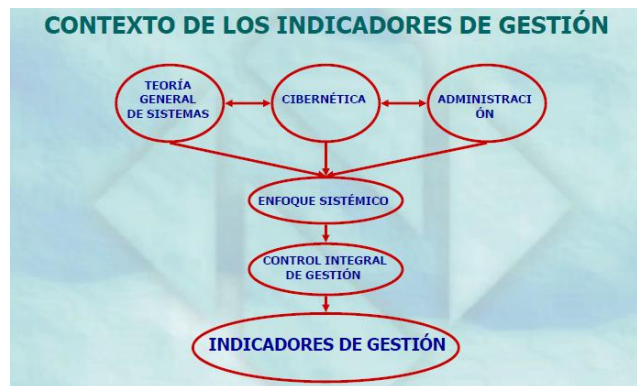 CONTEXTO DE LOS INDICADORES DE GESTIÓN
TEORÍA
GENERAL
DE SISTEMAS
CIBERNÉTICA
ADMINISTRACI
ÓN
ENFOQUE SISTÉMICO
CONTROL INTEGRAL
DE GESTIÓN
INDICADORES DE GESTIÓN